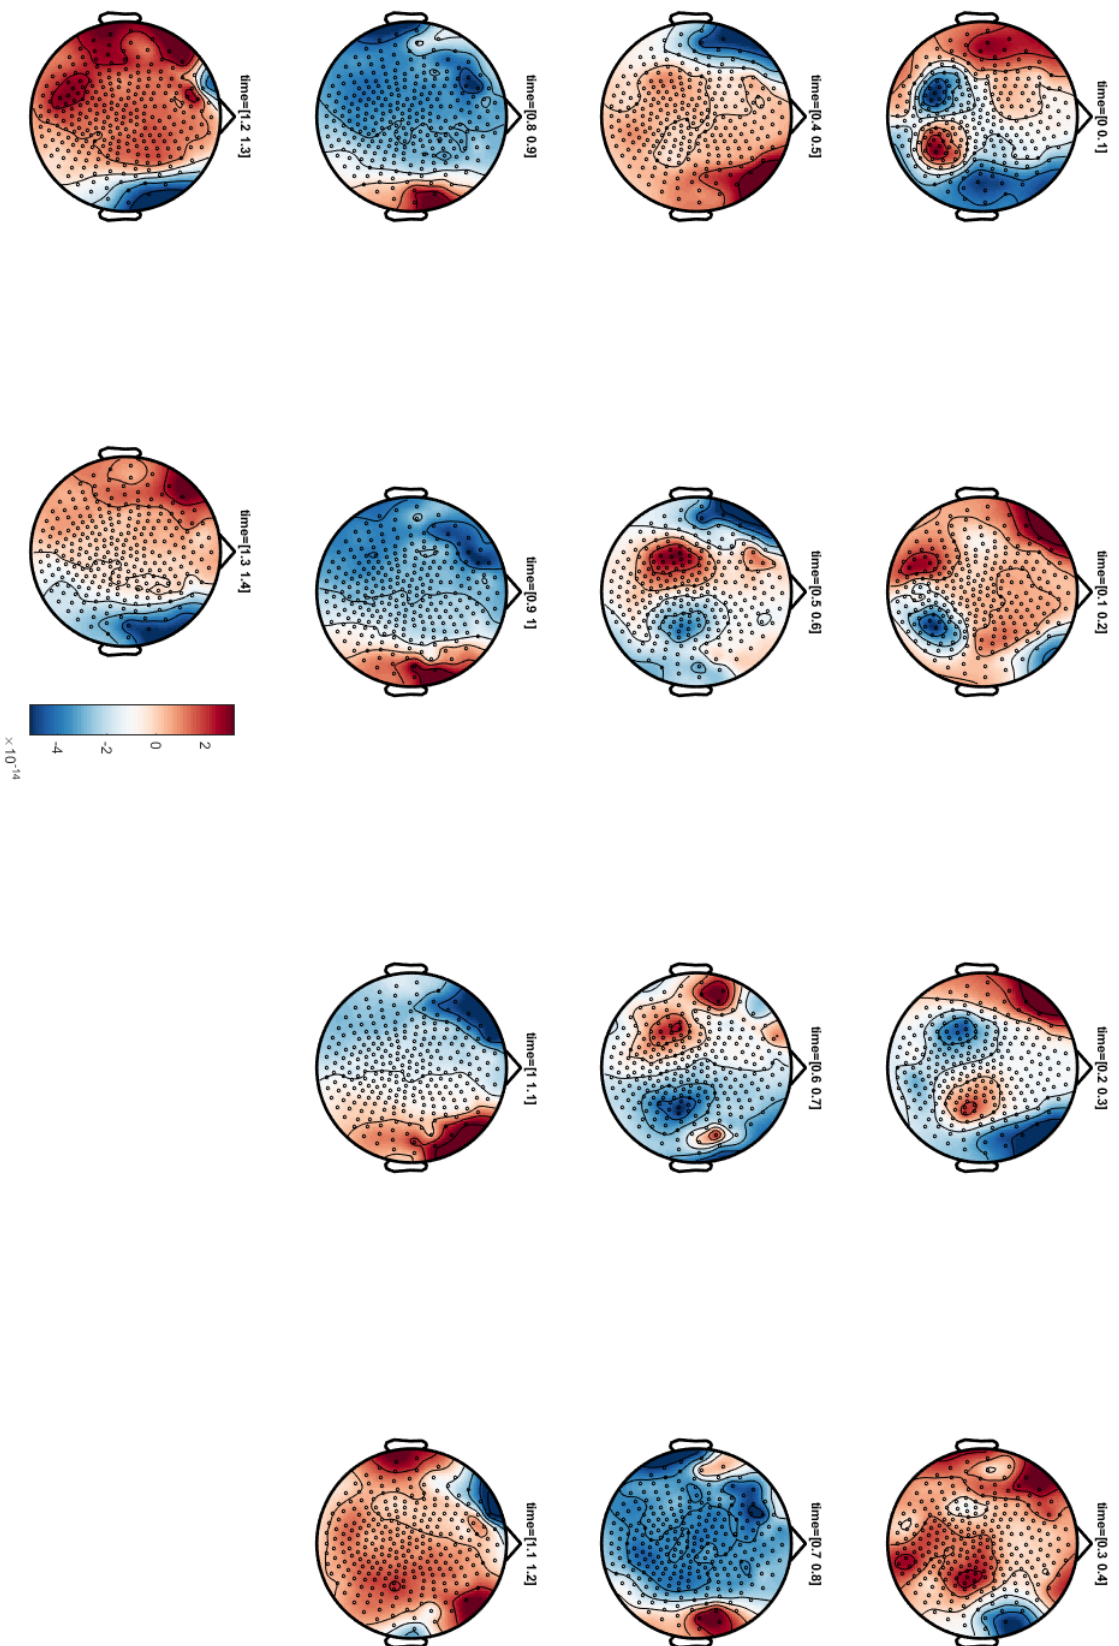 time=[0 0.1]
time=[0.1 0.2]
time=[0.2 0.3]
time=[0.3 0.4]
time=[0.4 0.5]
time=[0.5 0.6]
time=[0.6 0.7]
time=[0.7 0.8]
time=[0.8 0.9]
time=[0.9 1]
time=[1 1.1]
time=[1.1 1.2]
time=[1.2 1.3]
time=[1.3 1.4]
2
0
-2
-4
×10⁻¹⁴